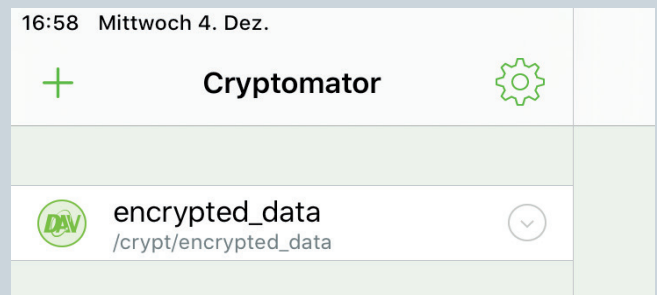 16:58 Mittwoch 4. Dez.
Cryptomator
DAV
encrypted_data
/crypt/encrypted_data